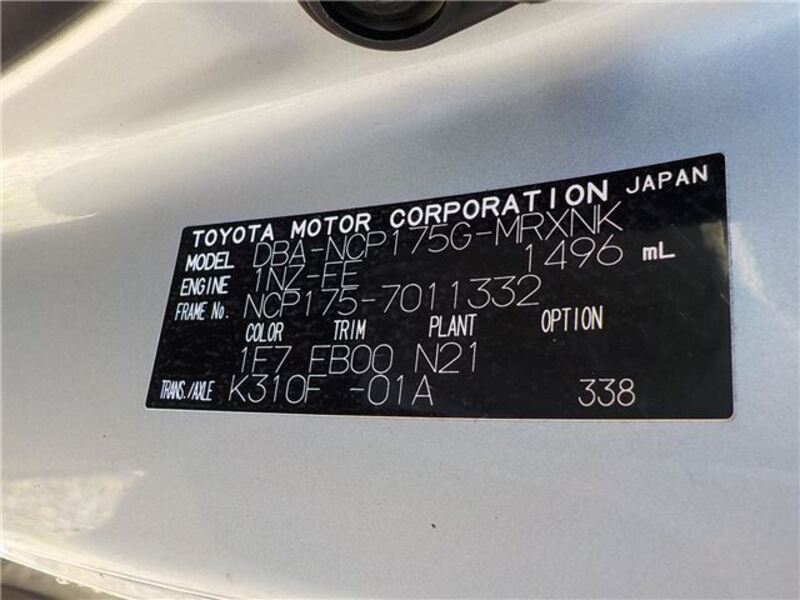 TOYOTA MOTOR CORPORATION JAPAN
MODEL DBA-NCP175G-MRXNK
ENGINE 1NZ-FE 1496 mL
FRAME No. NCP175-7011332
COLOR TRIM PLANT OPTION
1F7 FB00 N21
TRANS./AXLE K310F -01A 338